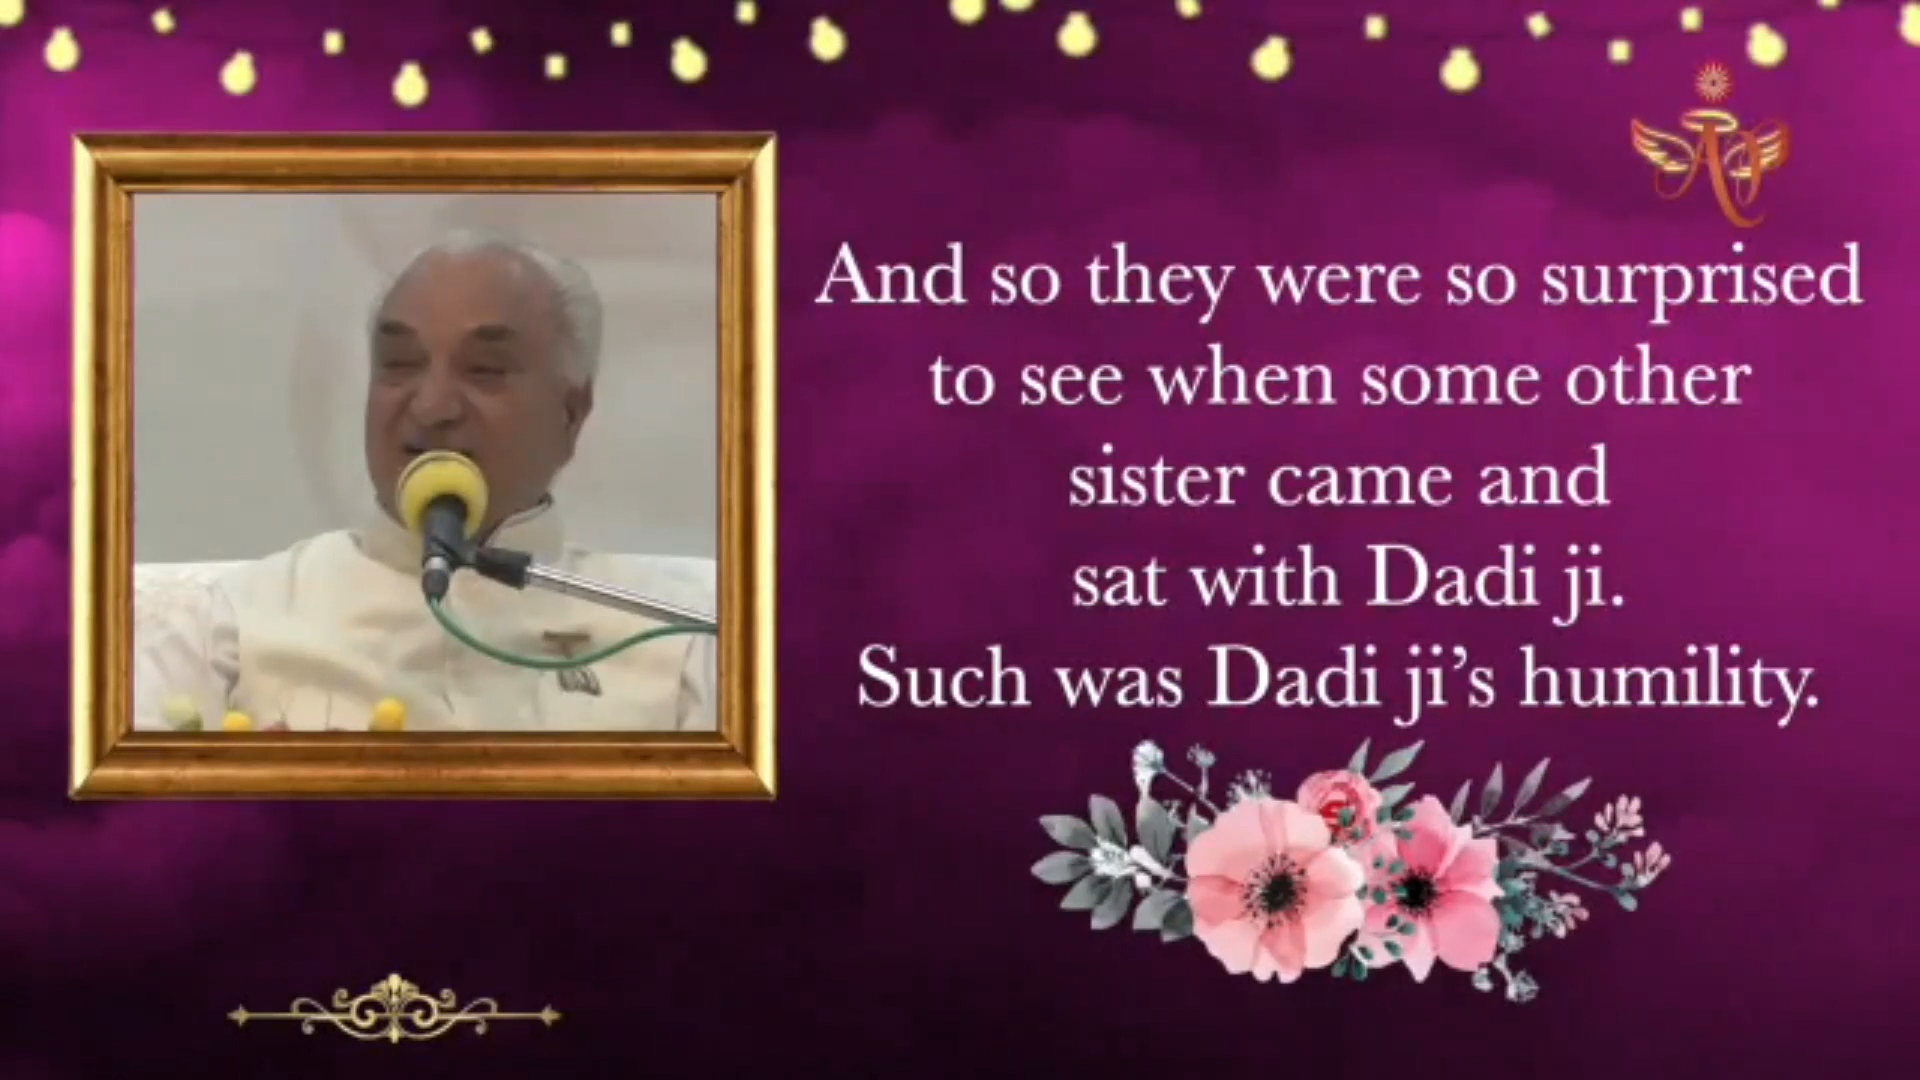 And so they were so surprised
to see when some other
sister came and
sat with Dadi ji.
Such was Dadi ji’s humility.